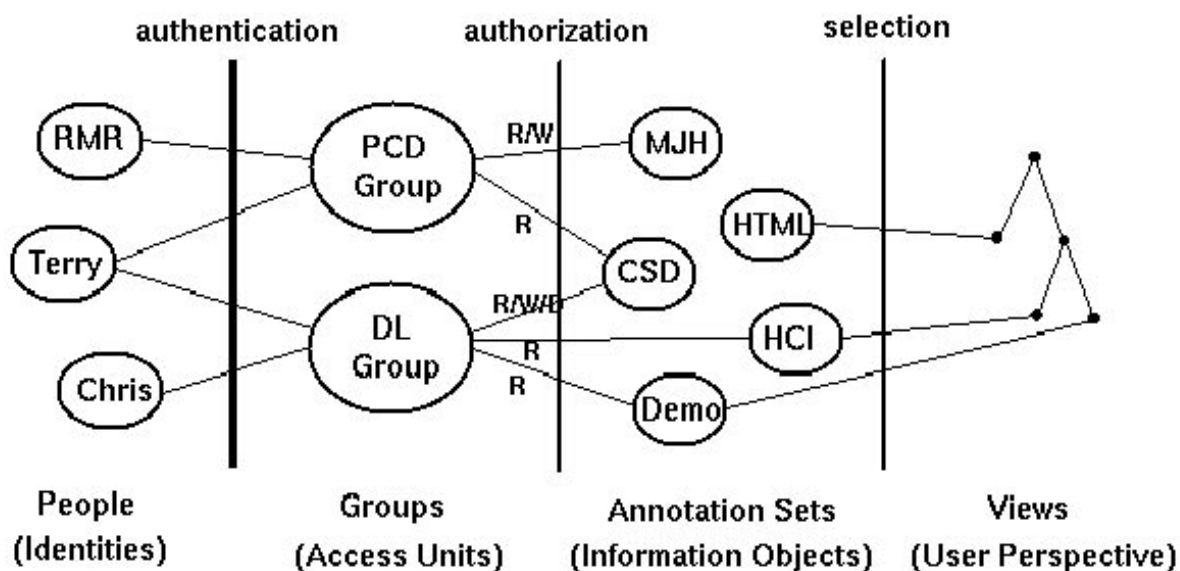 authentication
authorization
selection
RMR
PCD
Group
R/W
MJH
HTML
R
Terry
CSD
R/W/D
DL
Group
R
HCI
R
Chris
Demo
People
(Identities)
Groups
(Access Units)
Annotation Sets
(Information Objects)
Views
(User Perspective)